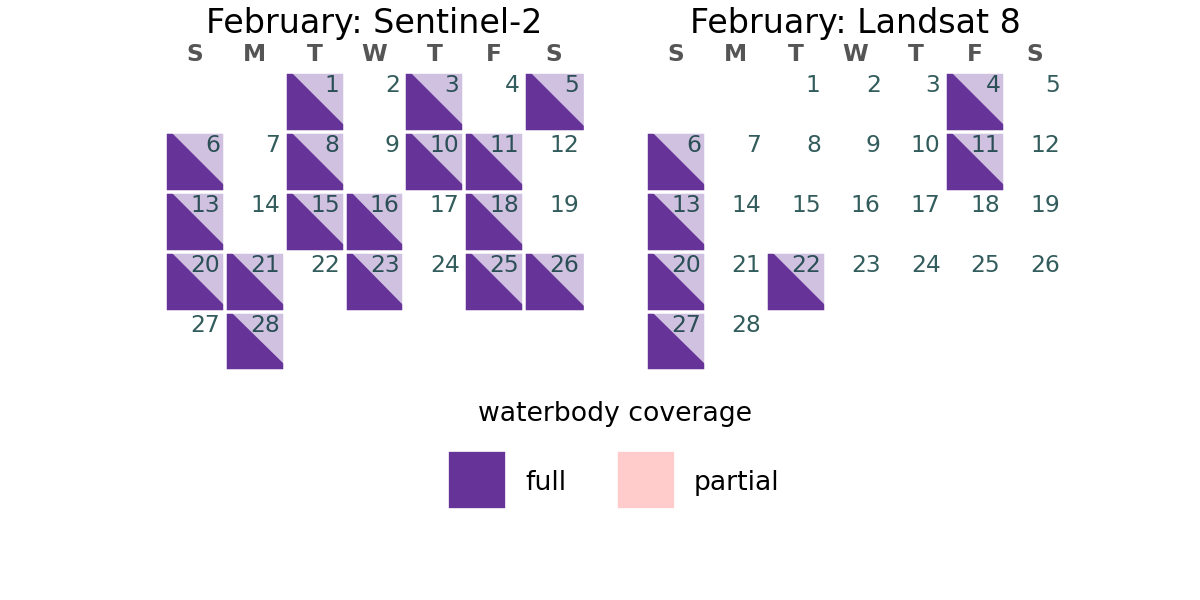 February: Sentinel-2
S M T W T F S
1 2 3 4 5
6 7 8 9 10 11 12
13 14 15 16 17 18 19
20 21 22 23 24 25 26
27 28
February: Landsat 8
S M T W T F S
1 2 3 4 5
6 7 8 9 10 11 12
13 14 15 16 17 18 19
20 21 22 23 24 25 26
27 28
waterbody coverage
full partial